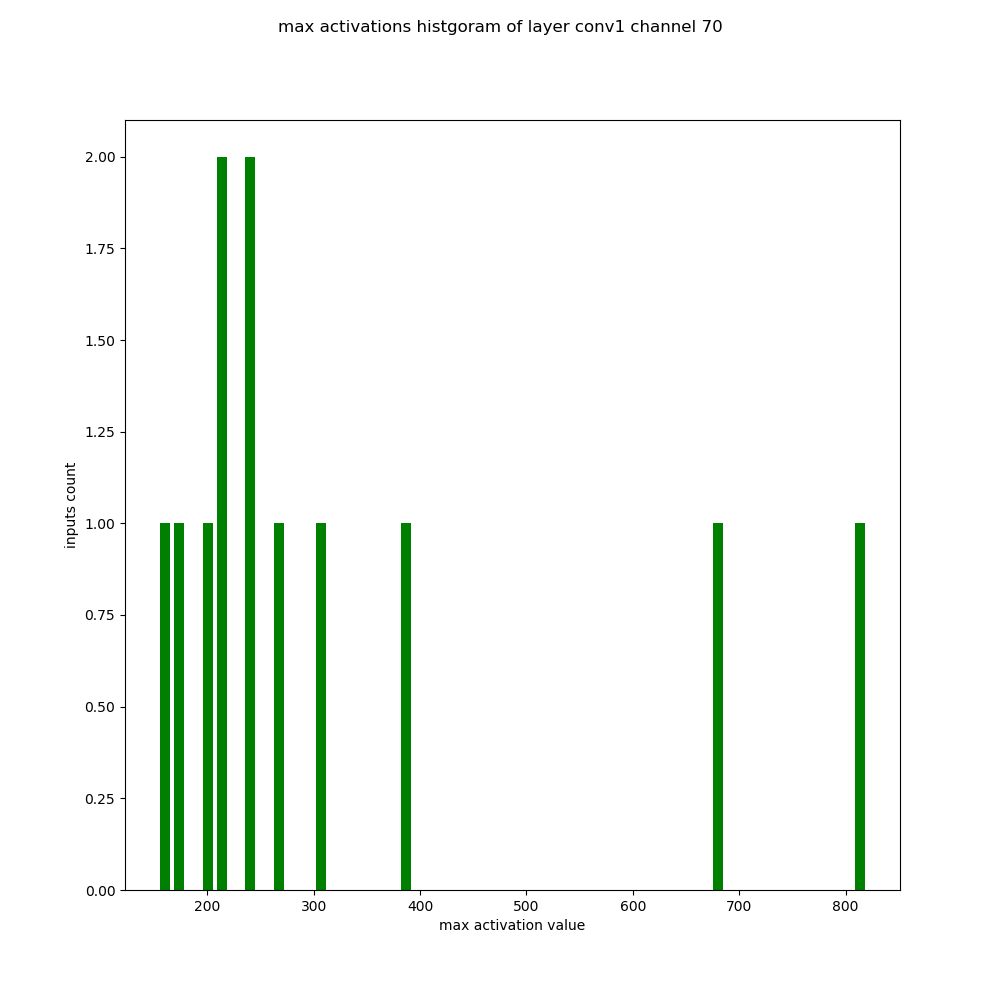 max activations histgoram of layer conv1 channel 70
2.00
1.75
1.50
1.25
1.00
0.75
0.50
0.25
0.00
inputs count
200 300 400 500 600 700 800
max activation value